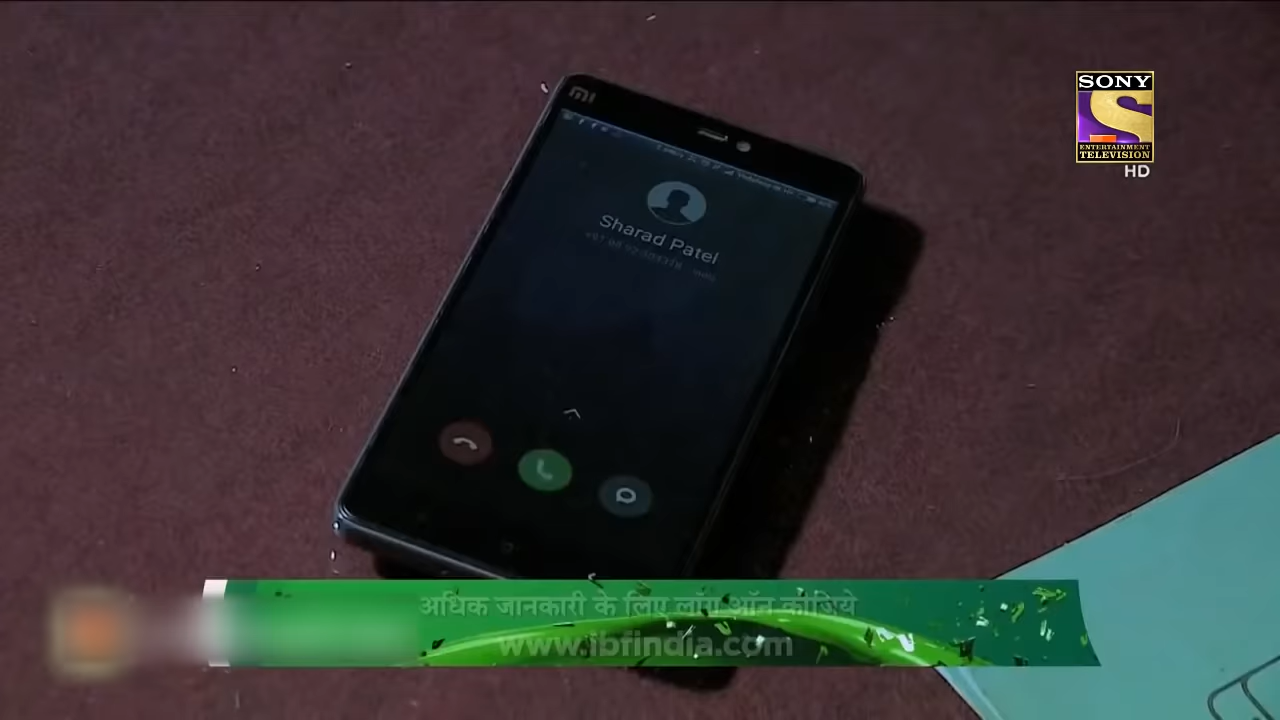 SONY
ENTERTAINMENT
TELEVISION
HD
mi
Sharad Patel
अधिक जानकारी के लिए लॉग ऑन कीजिये
www.ibfindia.com